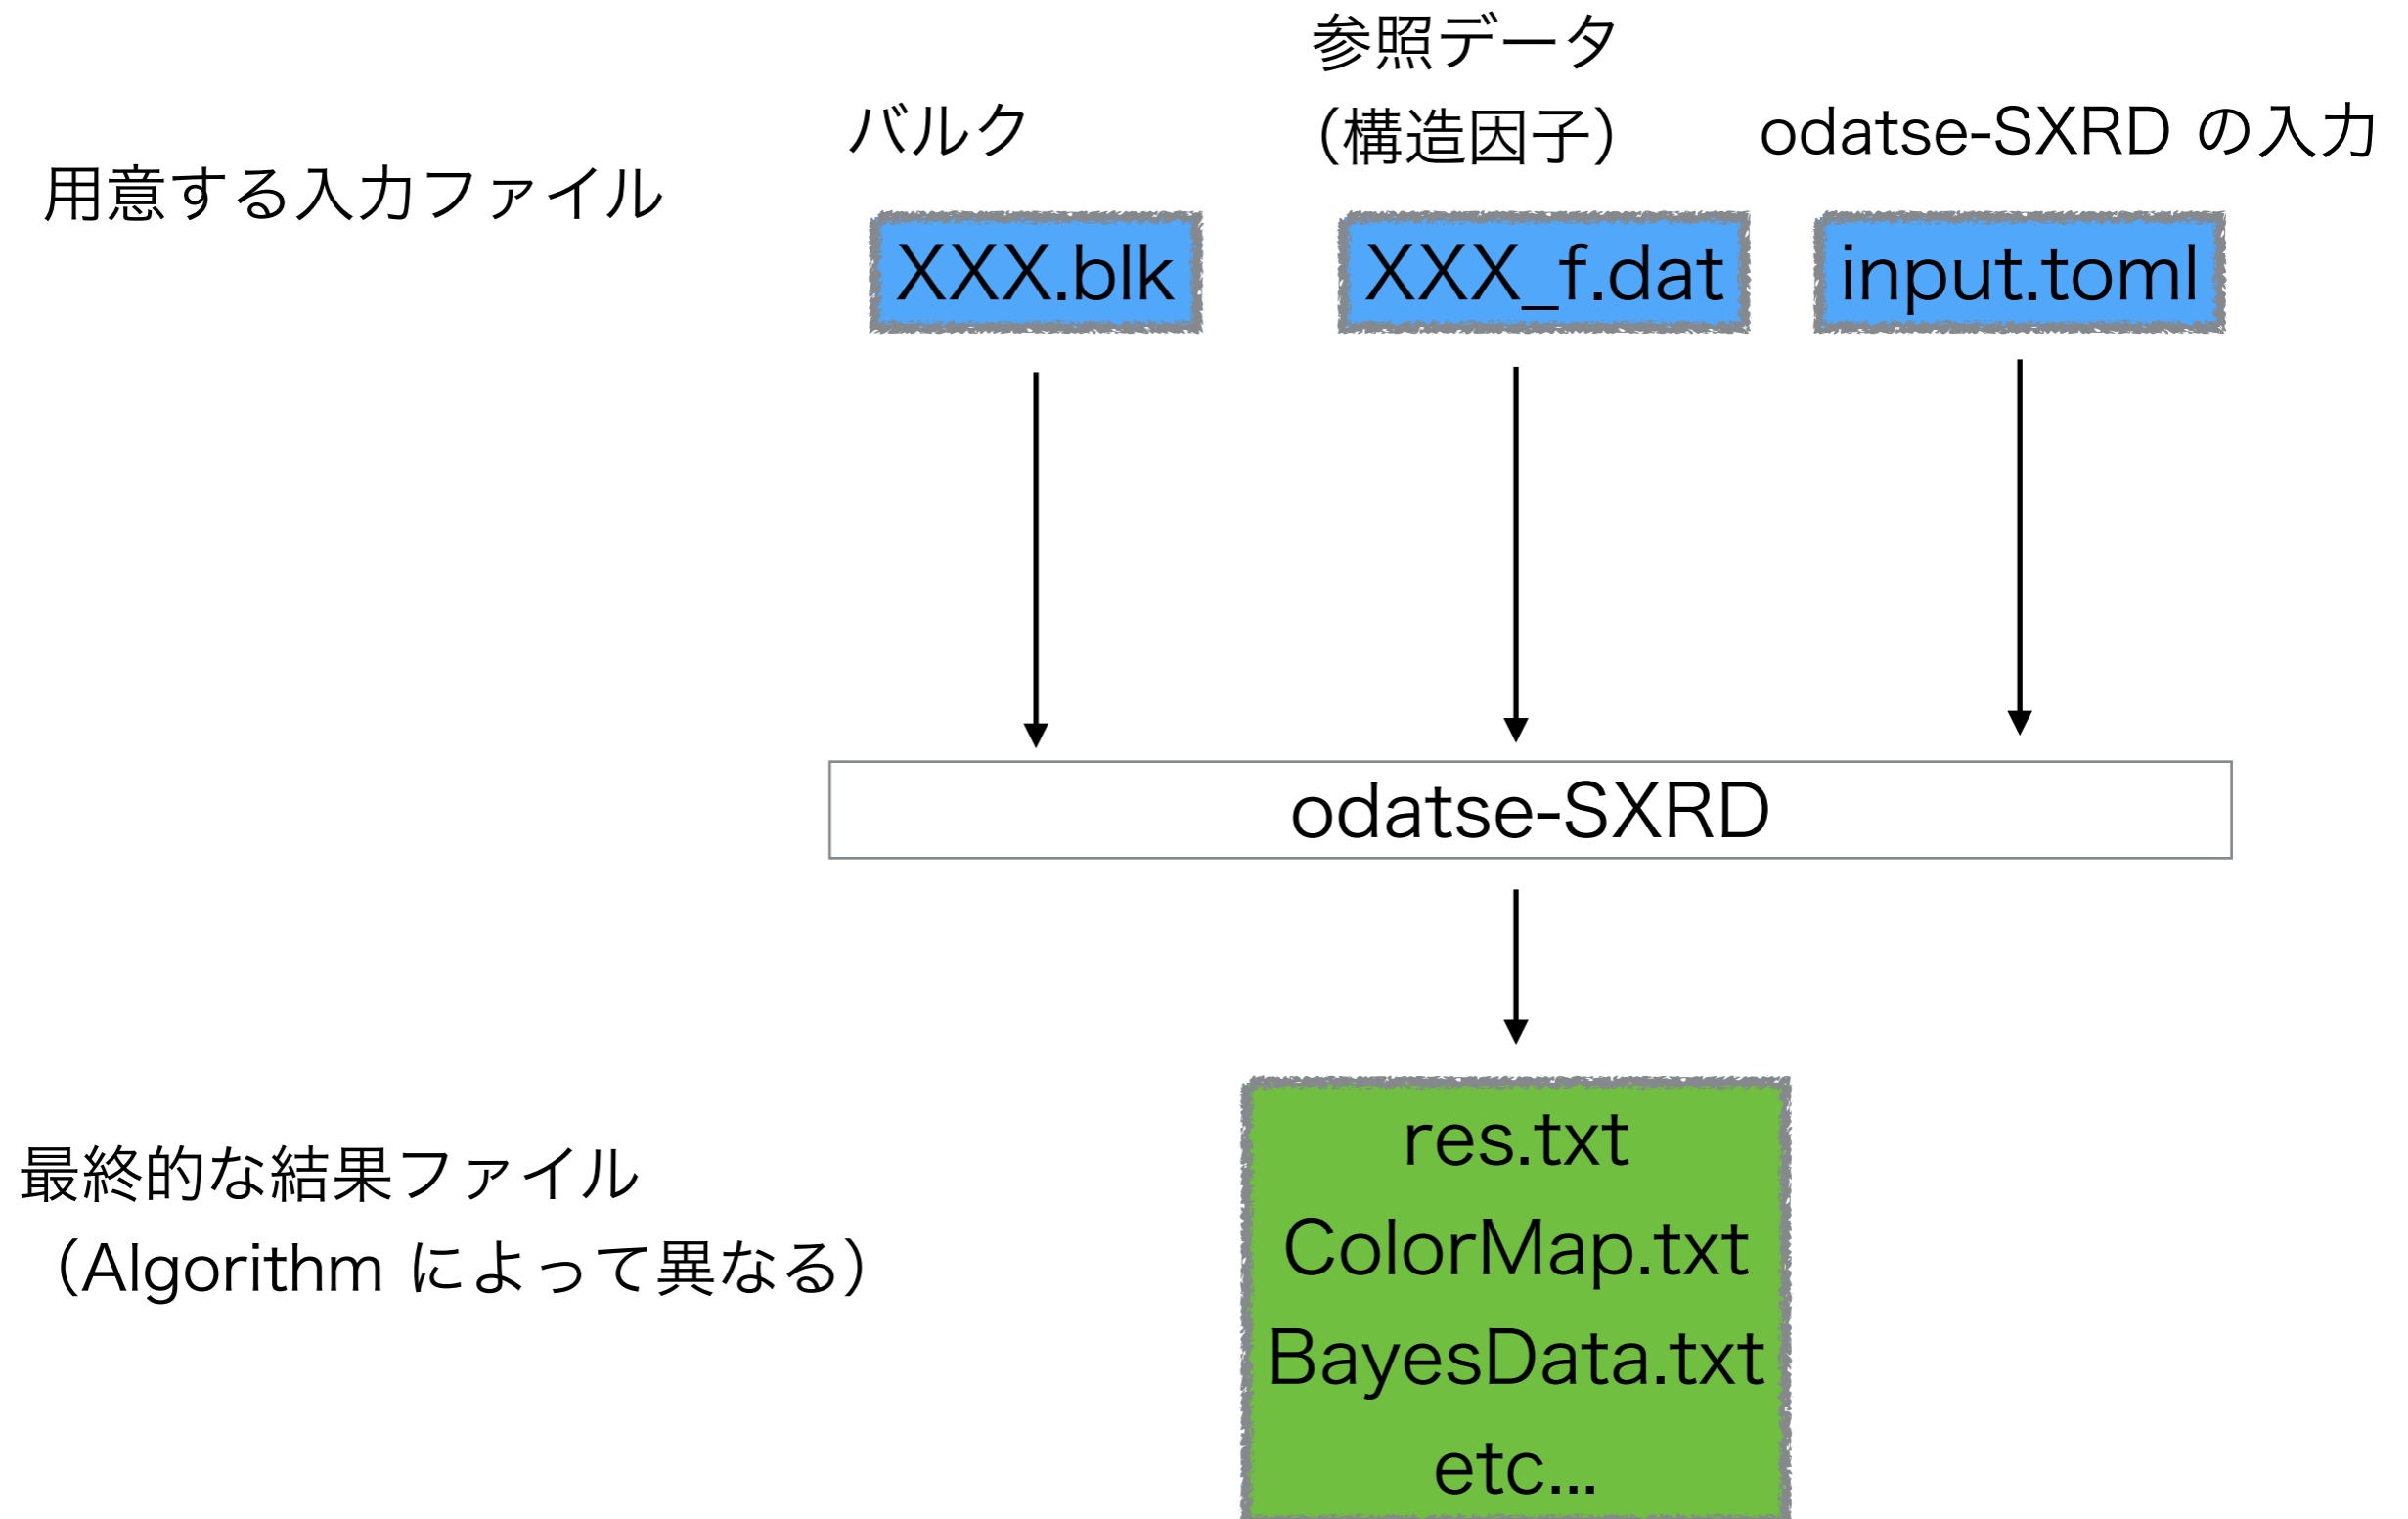 用意する入力ファイル
バルク
参照データ
（構造因子）
odatse-SXRD の入力
XXX.blk
XXX_f.dat
input.toml
odatse-SXRD
最終的な結果ファイル
（Algorithm によって異なる）
res.txt
ColorMap.txt
BayesData.txt
etc...